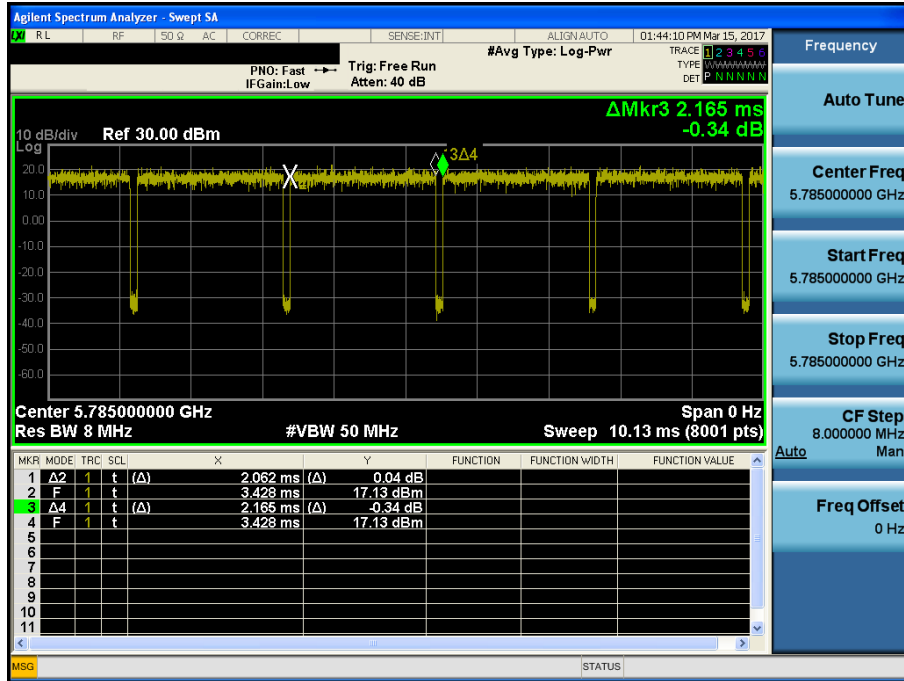 Agilent Spectrum Analyzer - Swept SA
LXI RL RF 50 Ω AC CORREC SENSE:INT ALIGNAUTO 01:44:10 PM Mar 15, 2017
Frequency
#Avg Type: Log-Pwr
TRACE 1 2 3 4 5 6
TYPE
DET P N N N N N
PNO: Fast
IFGain:Low
Trig: Free Run
Atten: 40 dB
Auto Tune
ΔMkr3 2.165 ms
-0.34 dB
10 dB/div Ref 30.00 dBm
Log
3Δ4
20.0
10.0
0.00
-10.0
-20.0
-30.0
-40.0
-50.0
-60.0
Center Freq
5.785000000 GHz
Start Freq
5.785000000 GHz
Stop Freq
5.785000000 GHz
Center 5.785000000 GHz Span 0 Hz
Res BW 8 MHz #VBW 50 MHz Sweep 10.13 ms (8001 pts)
CF Step
8.000000 MHz
Auto Man
MKR MODE TRC SCL X Y FUNCTION FUNCTION WIDTH FUNCTION VALUE
1 Δ2 1 t (Δ) 2.062 ms (Δ) 0.04 dB
2 F 1 t 3.428 ms 17.13 dBm
3 Δ4 1 t (Δ) 2.165 ms (Δ) -0.34 dB
4 F 1 t 3.428 ms 17.13 dBm
5
6
7
8
9
10
11
Freq Offset
0 Hz
MSG STATUS